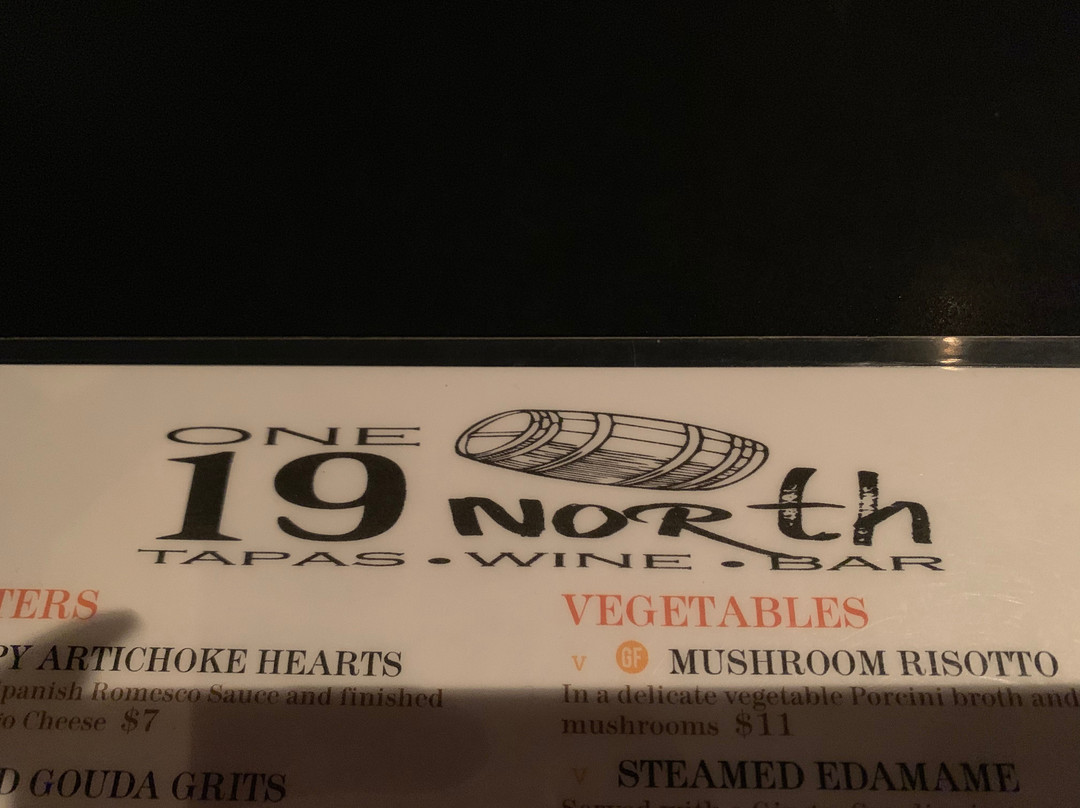 ONE
19 NORth
TAPAS • WINE • BAR
TERS
PY ARTICHOKE HEARTS
panish Romesco Sauce and finished
o Cheese $7
D GOUDA GRITS
VEGETABLES
V GF MUSHROOM RISOTTO
In a delicate vegetable Porcini broth and
mushrooms $11
V STEAMED EDAMAME